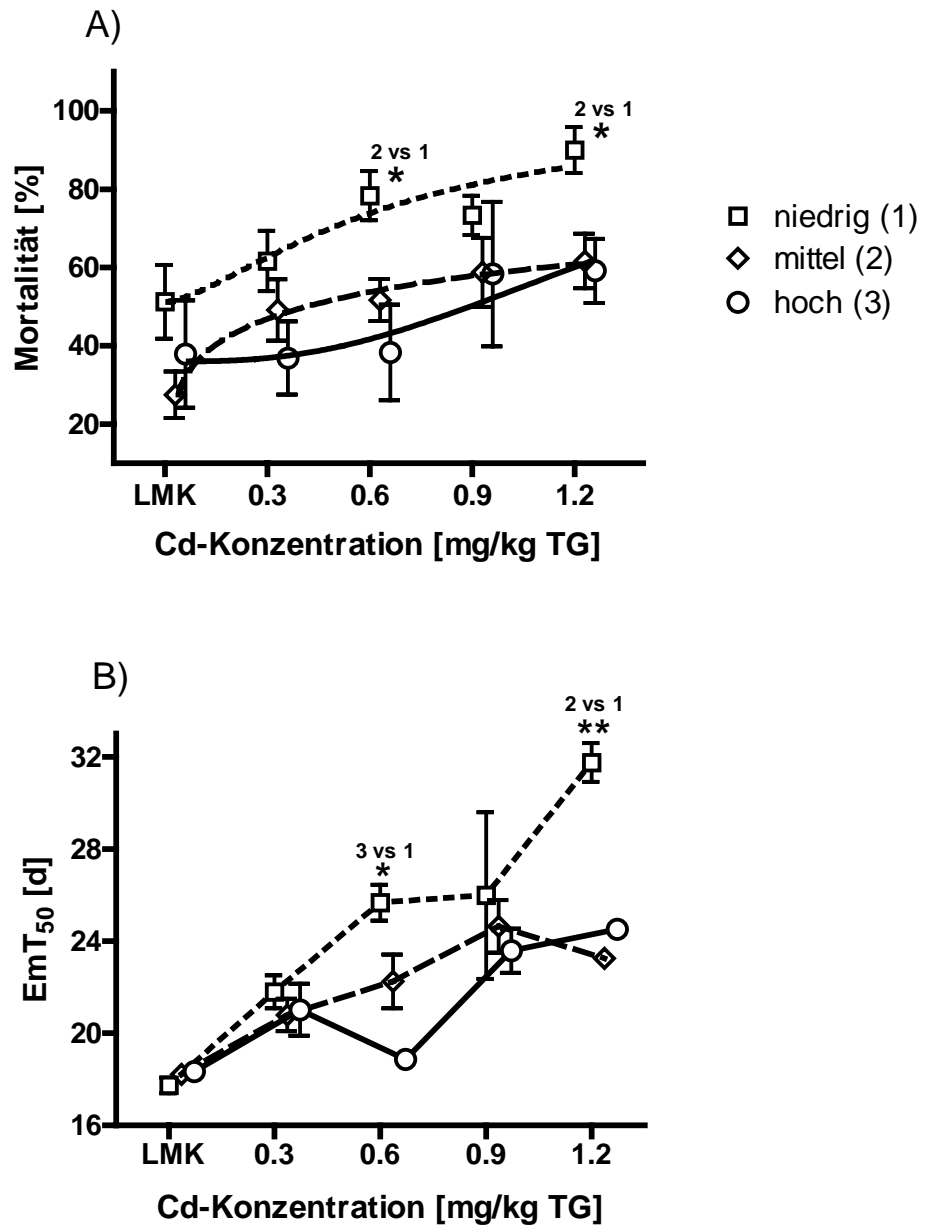 A)
Mortalität [%]
100
80
60
40
20
2 vs 1
*
2 vs 1
*
niedrig (1)
mittel (2)
hoch (3)
LMK 0.3 0.6 0.9 1.2
Cd-Konzentration [mg/kg TG]
B)
EmT50 [d]
32
28
24
20
16
3 vs 1
*
2 vs 1
**
LMK 0.3 0.6 0.9 1.2
Cd-Konzentration [mg/kg TG]